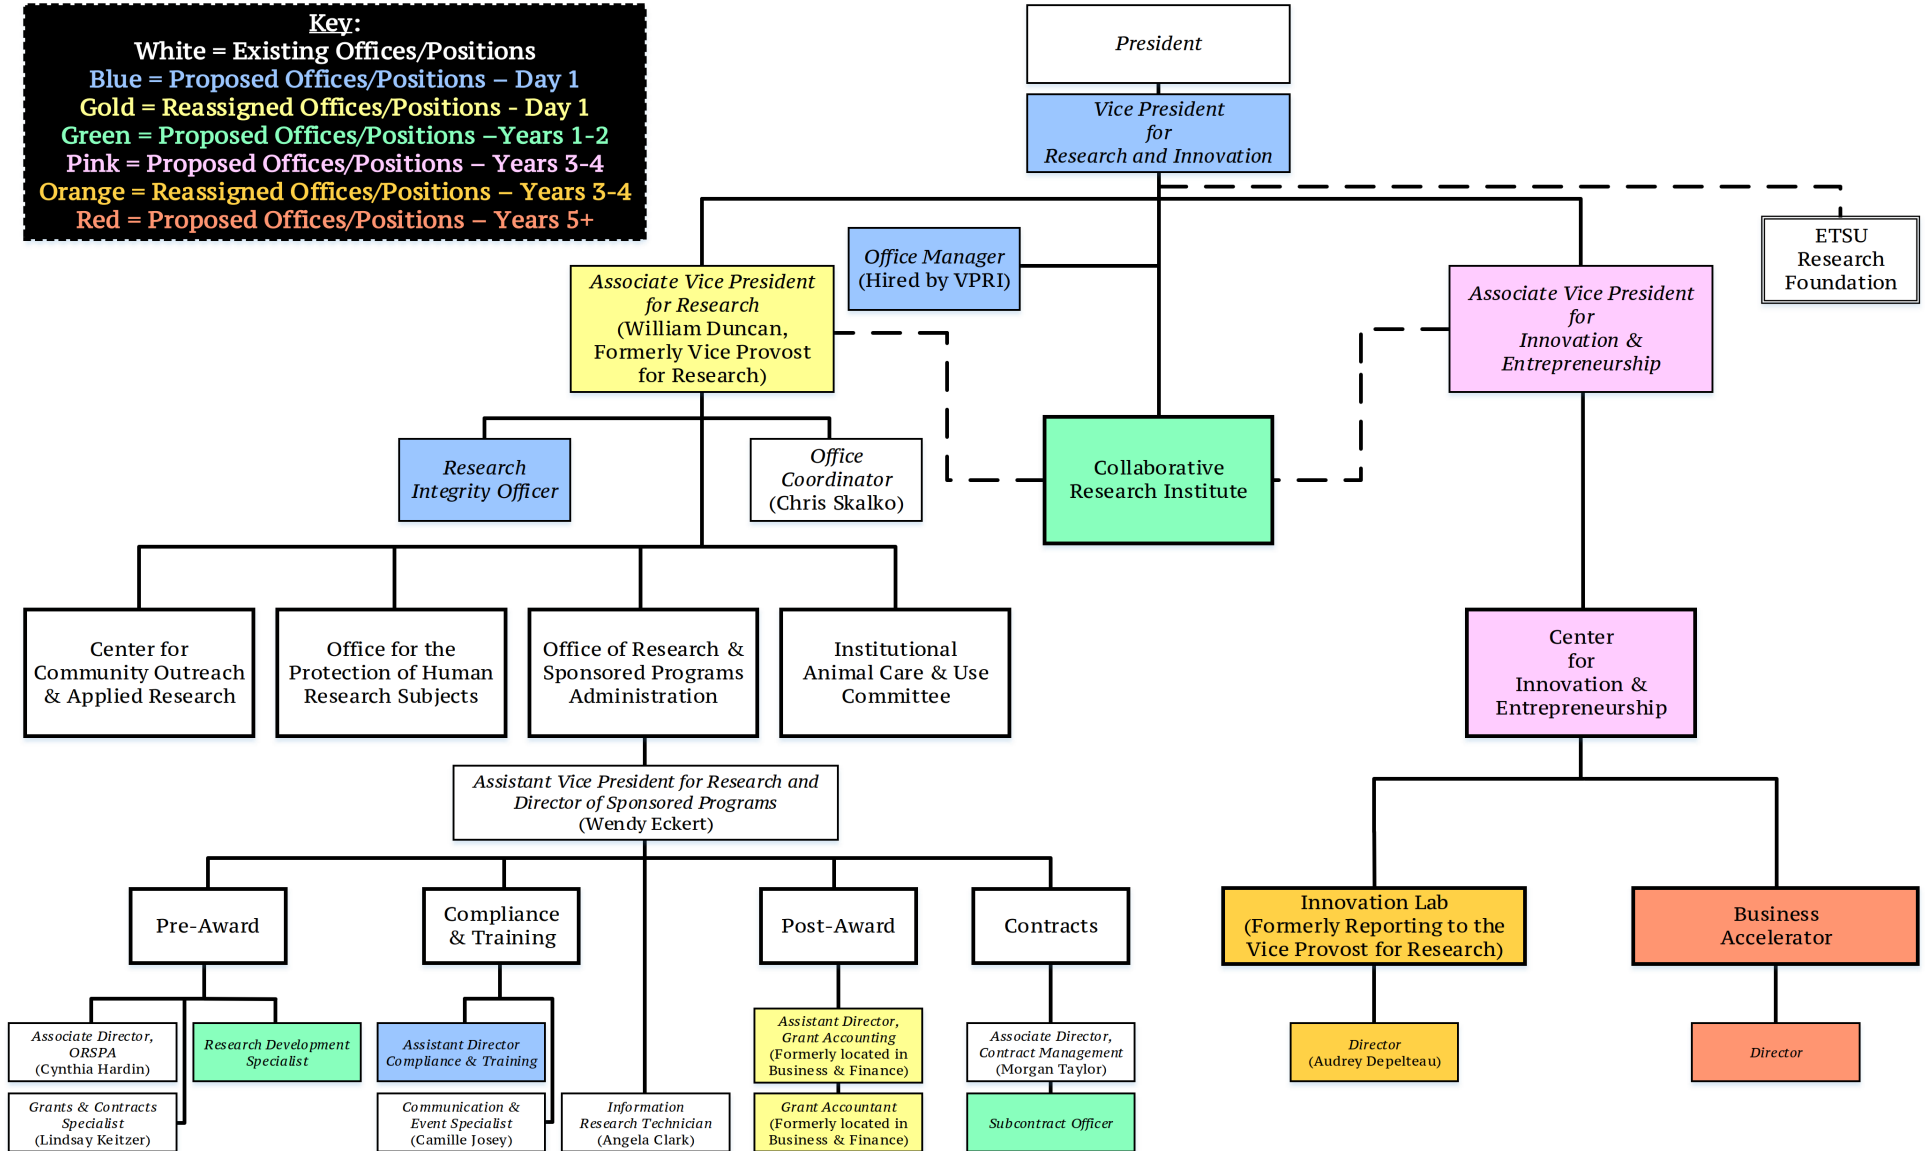 Key:
White = Existing Offices/Positions
Blue = Proposed Offices/Positions – Day 1
Gold = Reassigned Offices/Positions - Day 1
Green = Proposed Offices/Positions –Years 1-2
Pink = Proposed Offices/Positions – Years 3-4
Orange = Reassigned Offices/Positions – Years 3-4
Red = Proposed Offices/Positions – Years 5+
President
Vice President
for
Research and Innovation
ETSU
Research
Foundation
Office Manager
(Hired by VPRI)
Associate Vice President
for Research
(William Duncan,
Formerly Vice Provost
for Research)
Associate Vice President
for
Innovation &
Entrepreneurship
Research
Integrity Officer
Office
Coordinator
(Chris Skalko)
Collaborative
Research Institute
Center for
Community Outreach
& Applied Research
Office for the
Protection of Human
Research Subjects
Office of Research &
Sponsored Programs
Administration
Institutional
Animal Care & Use
Committee
Center
for
Innovation &
Entrepreneurship
Assistant Vice President for Research and
Director of Sponsored Programs
(Wendy Eckert)
Pre-Award
Compliance
& Training
Post-Award
Contracts
Innovation Lab
(Formerly Reporting to the
Vice Provost for Research)
Business
Accelerator
Associate Director,
ORSPA
(Cynthia Hardin)
Research Development
Specialist
Assistant Director
Compliance & Training
Assistant Director,
Grant Accounting
(Formerly located in
Business & Finance)
Associate Director,
Contract Management
(Morgan Taylor)
Director
(Audrey Depelteau)
Director
Grants & Contracts
Specialist
(Lindsay Keitzer)
Communication &
Event Specialist
(Camille Josey)
Information
Research Technician
(Angela Clark)
Grant Accountant
(Formerly located in
Business & Finance)
Subcontract Officer